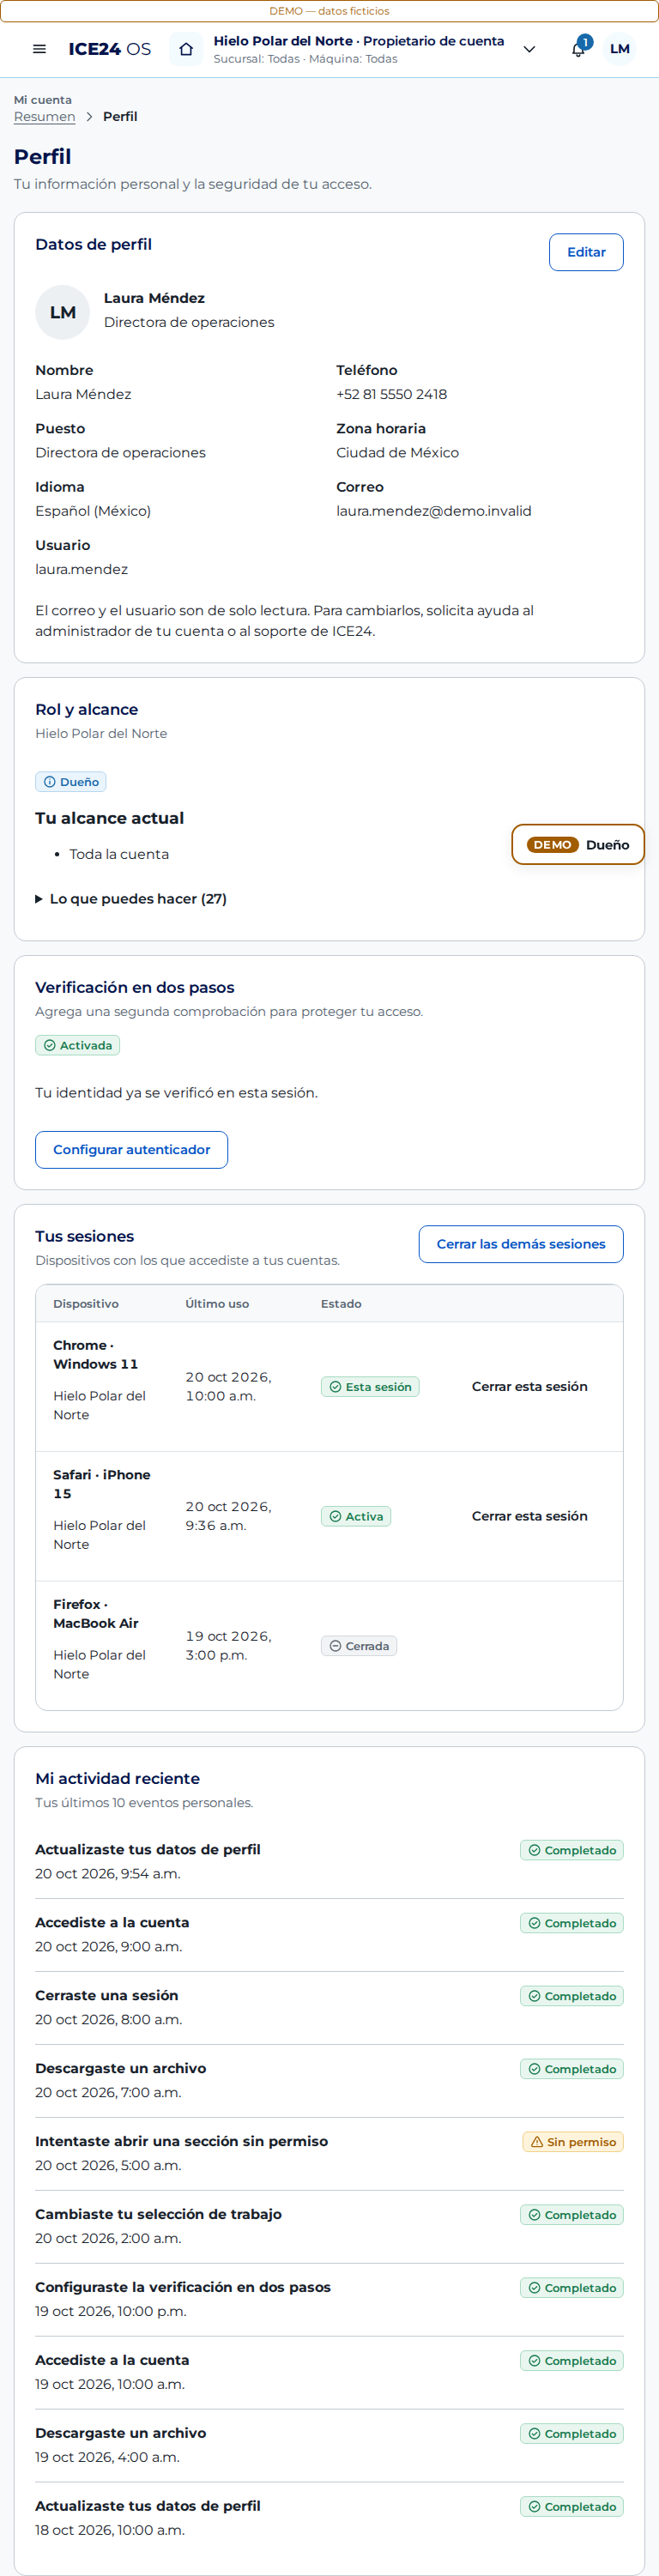 DEMO — datos ficticios
ICE24 OS
Hielo Polar del Norte · Propietario de cuenta
Sucursal: Todas · Máquina: Todas
1
LM
Mi cuenta
Resumen > Perfil
Perfil
Tu información personal y la seguridad de tu acceso.
Datos de perfil
Editar
LM
Laura Méndez
Directora de operaciones
Nombre
Laura Méndez
Teléfono
+52 81 5550 2418
Puesto
Directora de operaciones
Zona horaria
Ciudad de México
Idioma
Español (México)
Correo
laura.mendez@demo.invalid
Usuario
laura.mendez
El correo y el usuario son de solo lectura. Para cambiarlos, solicita ayuda al
administrador de tu cuenta o al soporte de ICE24.
Rol y alcance
Hielo Polar del Norte
Dueño
Tu alcance actual
• Toda la cuenta
DEMO Dueño
Lo que puedes hacer (27)
Verificación en dos pasos
Agrega una segunda comprobación para proteger tu acceso.
Activada
Tu identidad ya se verificó en esta sesión.
Configurar autenticador
Tus sesiones
Dispositivos con los que accediste a tus cuentas.
Cerrar las demás sesiones
Dispositivo Último uso Estado
Chrome ·
Windows 11
Hielo Polar del
Norte
20 oct 2026,
10:00 a.m.
Esta sesión
Cerrar esta sesión
Safari · iPhone
15
Hielo Polar del
Norte
20 oct 2026,
9:36 a.m.
Activa
Cerrar esta sesión
Firefox ·
MacBook Air
Hielo Polar del
Norte
19 oct 2026,
3:00 p.m.
Cerrada
Mi actividad reciente
Tus últimos 10 eventos personales.
Actualizaste tus datos de perfil
Completado
20 oct 2026, 9:54 a.m.
Accediste a la cuenta
Completado
20 oct 2026, 9:00 a.m.
Cerraste una sesión
Completado
20 oct 2026, 8:00 a.m.
Descargaste un archivo
Completado
20 oct 2026, 7:00 a.m.
Intentaste abrir una sección sin permiso
Sin permiso
20 oct 2026, 5:00 a.m.
Cambiaste tu selección de trabajo
Completado
20 oct 2026, 2:00 a.m.
Configuraste la verificación en dos pasos
Completado
19 oct 2026, 10:00 p.m.
Accediste a la cuenta
Completado
19 oct 2026, 10:00 a.m.
Descargaste un archivo
Completado
19 oct 2026, 4:00 a.m.
Actualizaste tus datos de perfil
Completado
18 oct 2026, 10:00 a.m.